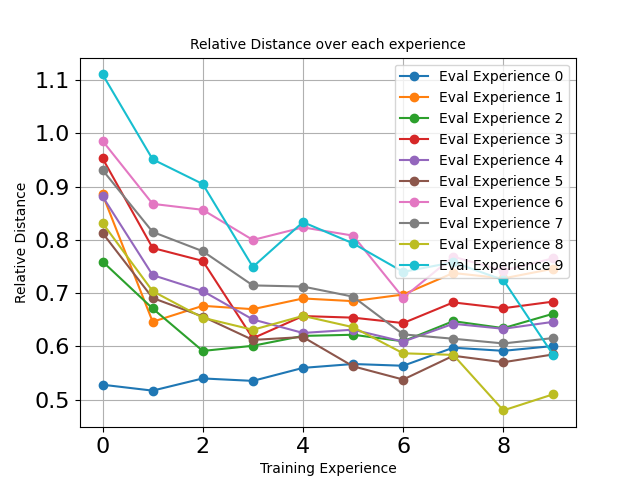 Relative Distance over each experience
Relative Distance
1.1
1.0
0.9
0.8
0.7
0.6
0.5
Eval Experience 0
Eval Experience 1
Eval Experience 2
Eval Experience 3
Eval Experience 4
Eval Experience 5
Eval Experience 6
Eval Experience 7
Eval Experience 8
Eval Experience 9
0 2 4 6 8
Training Experience